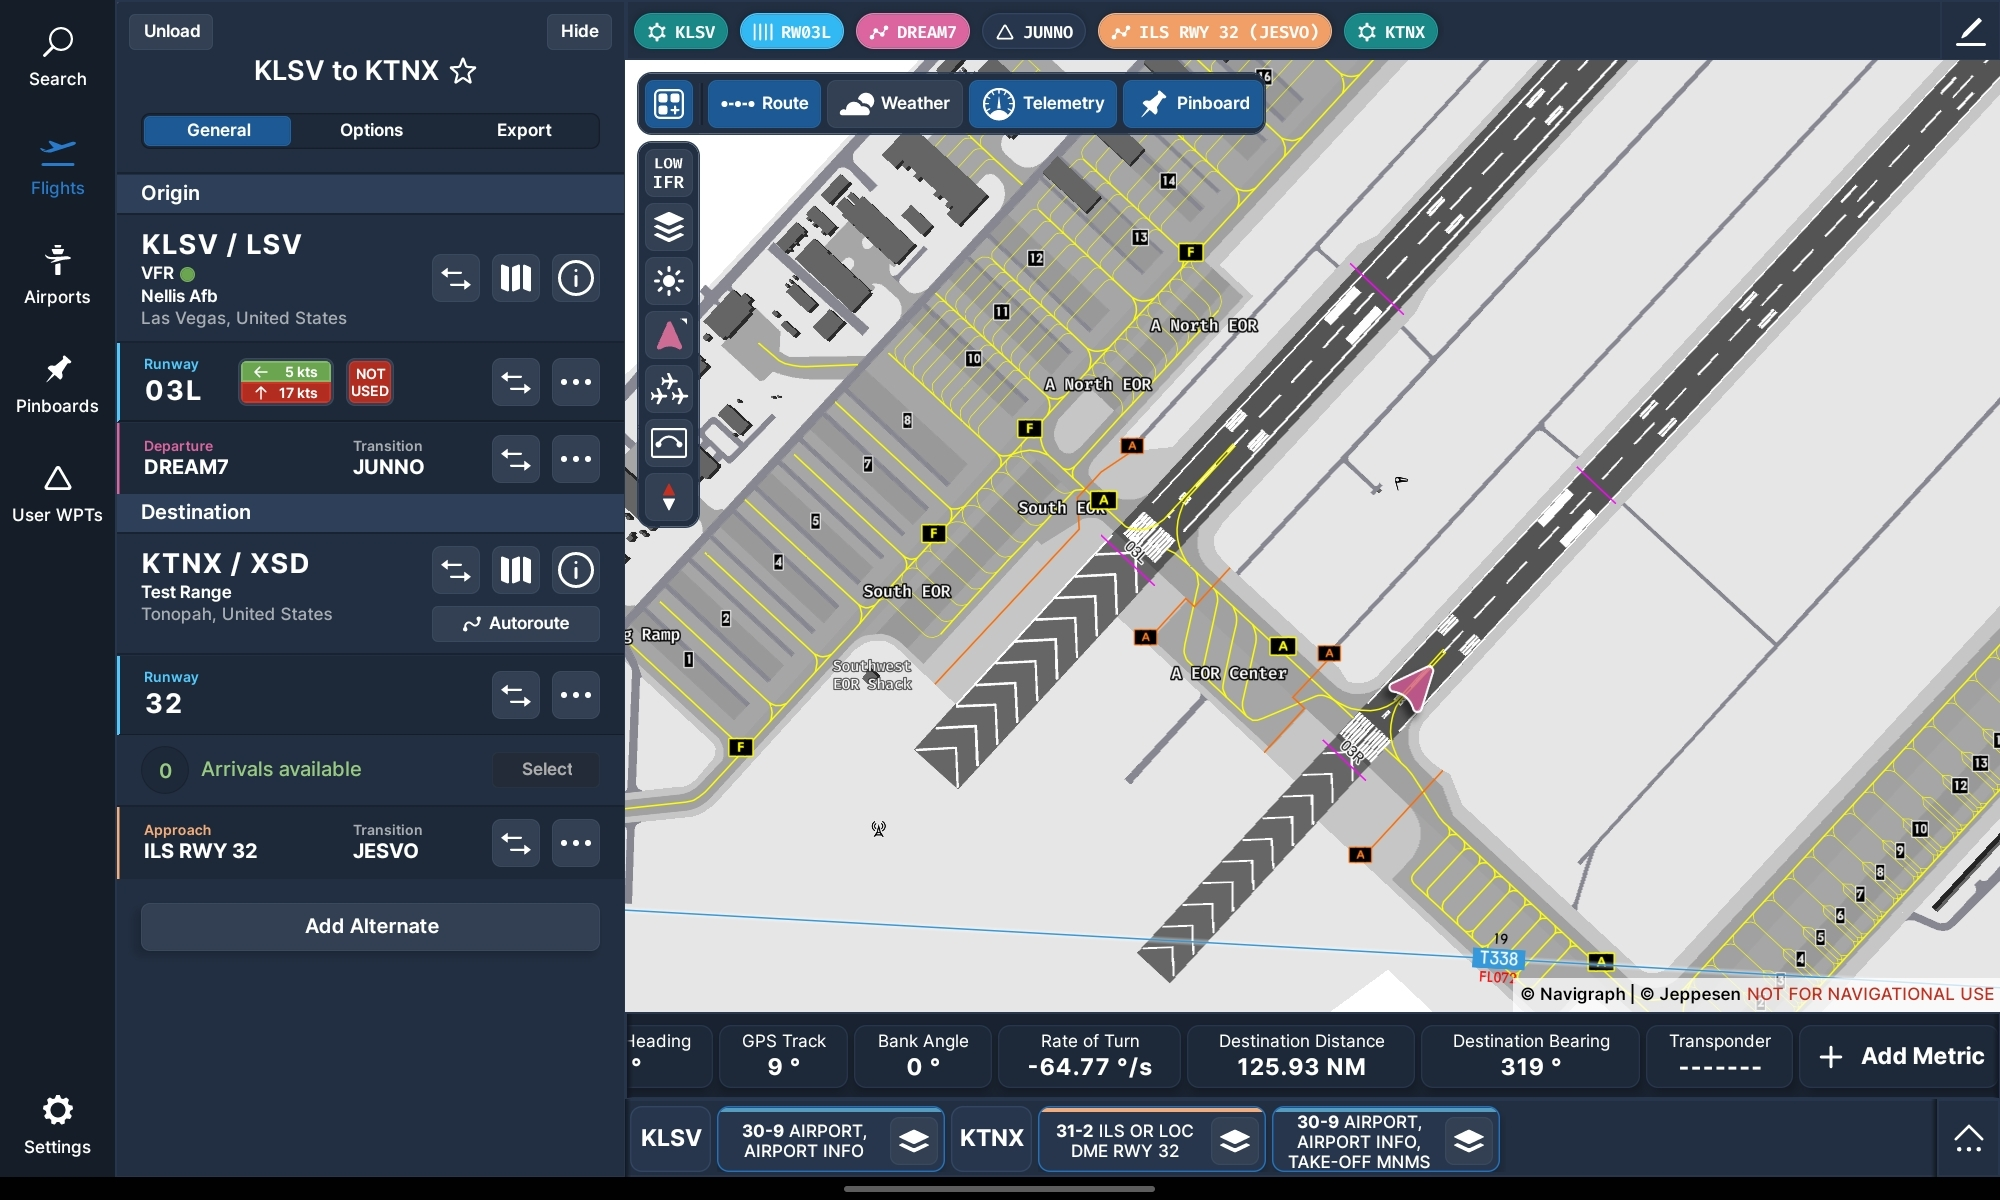 Search
Flights
Airports
Pinboards
User WPTs
Settings
Unload
Hide
KLSV to KTNX
General
Options
Export
Origin
KLSV / LSV
VFR
Nellis Afb
Las Vegas, United States
Runway
03L
← 5 kts
↑ 17 kts
NOT
USED
Departure
DREAM7
Transition
JUNNO
Destination
KTNX / XSD
Test Range
Tonopah, United States
Autoroute
Runway
32
0 Arrivals available
Select
Approach
ILS RWY 32
Transition
JESVO
Add Alternate
KLSV
RW03L
DREAM7
JUNNO
ILS RWY 32 (JESVO)
KTNX
Route
Weather
Telemetry
Pinboard
LOW
IFR
16
14
13
12
F
11
A North EOR
10
A North EOR
8
F
A
7
South EOR
A
5
F
4
South EOR
2
g Ramp
1
Southwest
EOR Shack
F
03L
A
A
A
A EOR Center
03R
A
13
12
10
9
8
7
6
5
4
3
19
T338
FL072
A
© Navigraph | © Jeppesen NOT FOR NAVIGATIONAL USE
Heading
°
GPS Track
9 °
Bank Angle
0 °
Rate of Turn
-64.77 °/s
Destination Distance
125.93 NM
Destination Bearing
319 °
Transponder
-------
+ Add Metric
KLSV
30-9 AIRPORT,
AIRPORT INFO
KTNX
31-2 ILS OR LOC
DME RWY 32
30-9 AIRPORT,
AIRPORT INFO,
TAKE-OFF MNMS